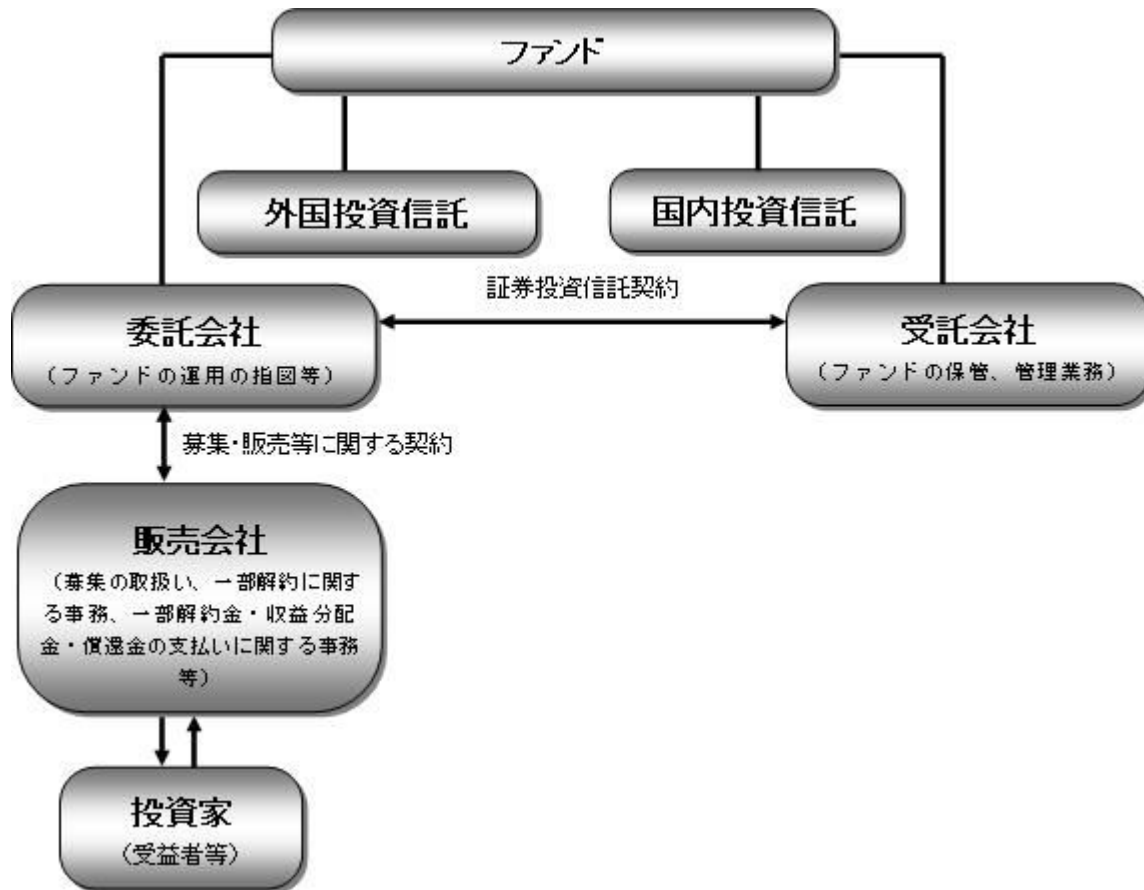 ファンド
外国投資信託
国内投資信託
証券投資信託契約
委託会社
（ファンドの運用の指図等）
受託会社
（ファンドの保管、管理業務）
募集･販売等に関する契約
販売会社
（募集の取扱い、一部解約に関す
る事務、一部解約金・収益分配
金・償還金の支払いに関する事務
等）
投資家
（受益者等）